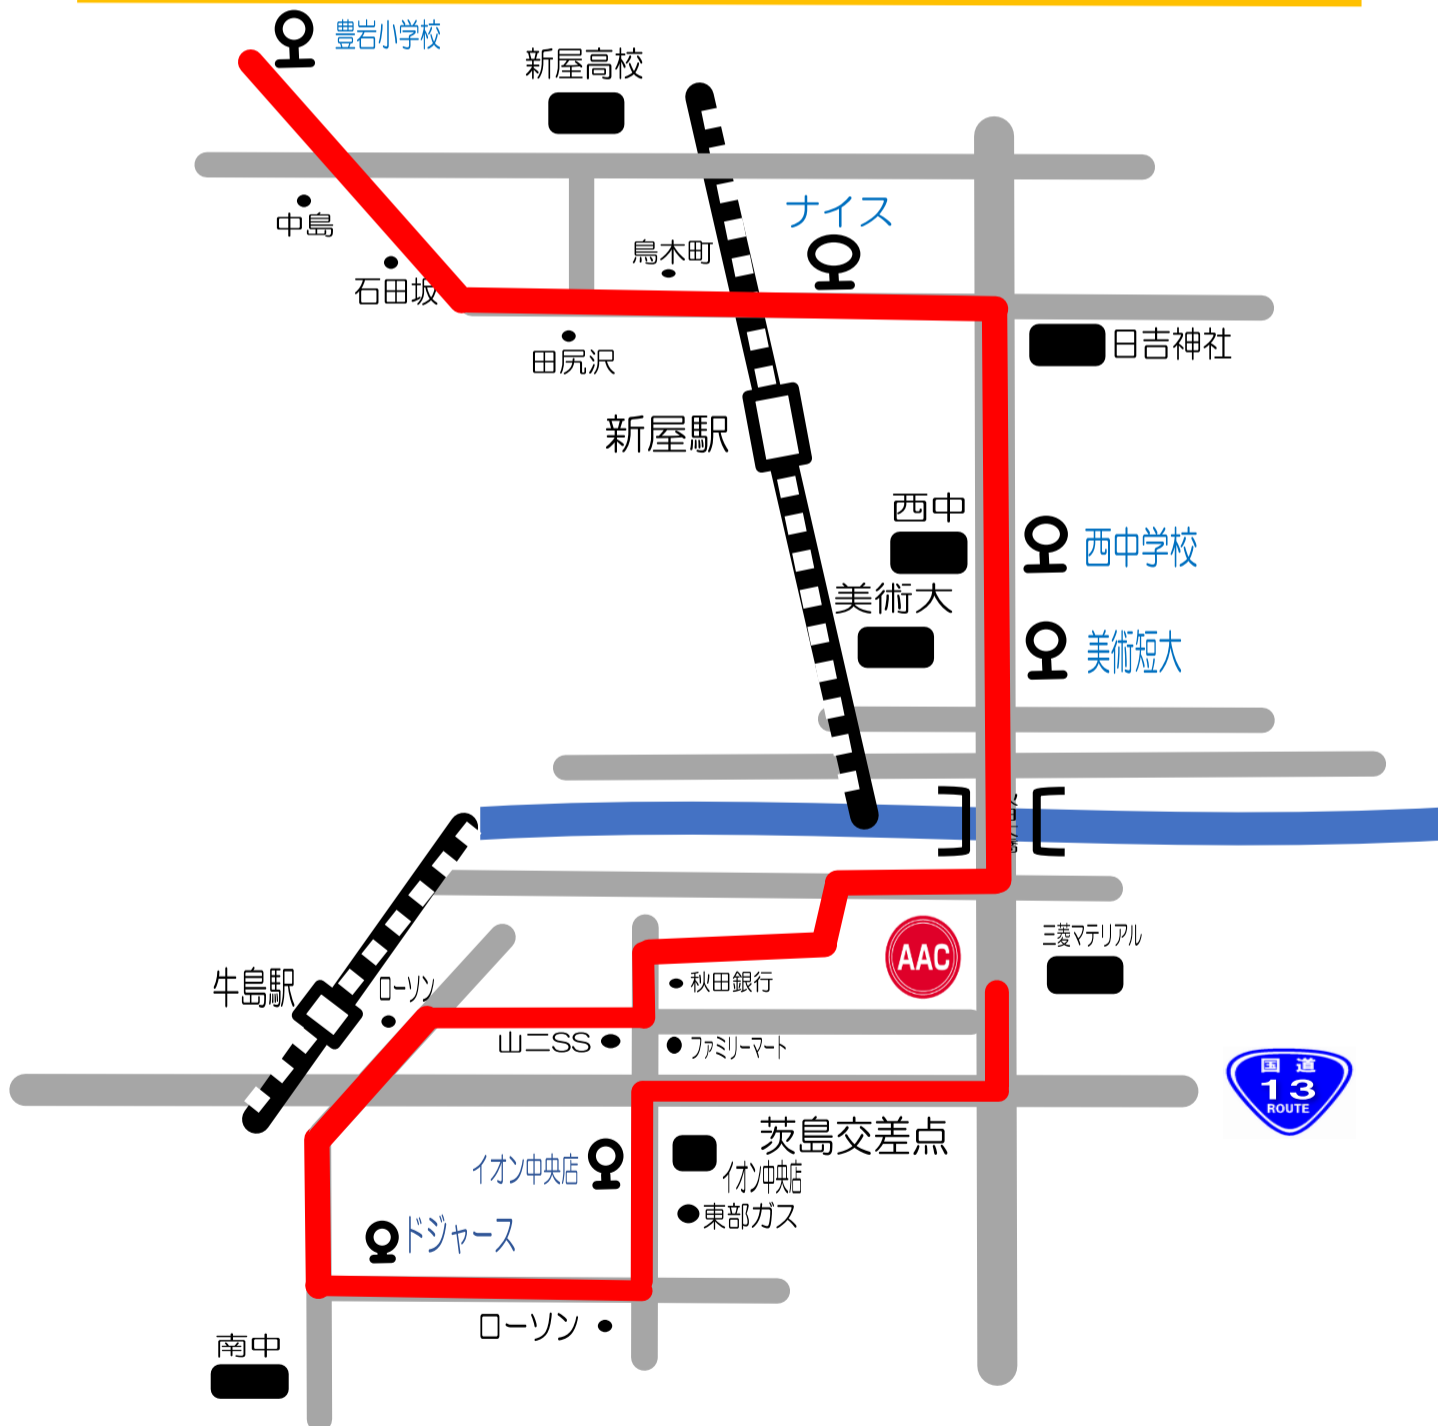 豊岩小学校
新屋高校
中島
ナイス
鳥木町
石田坂
田尻沢
日吉神社
新屋駅
西中
西中学校
美術大
美術短大
三菱マテリアル
AAC
牛島駅
ローソン
秋田銀行
山二SS
ファミリーマート
国道
13
ROUTE
茨島交差点
イオン中央店
イオン中央店
東部ガス
ドジャース
ローソン
南中